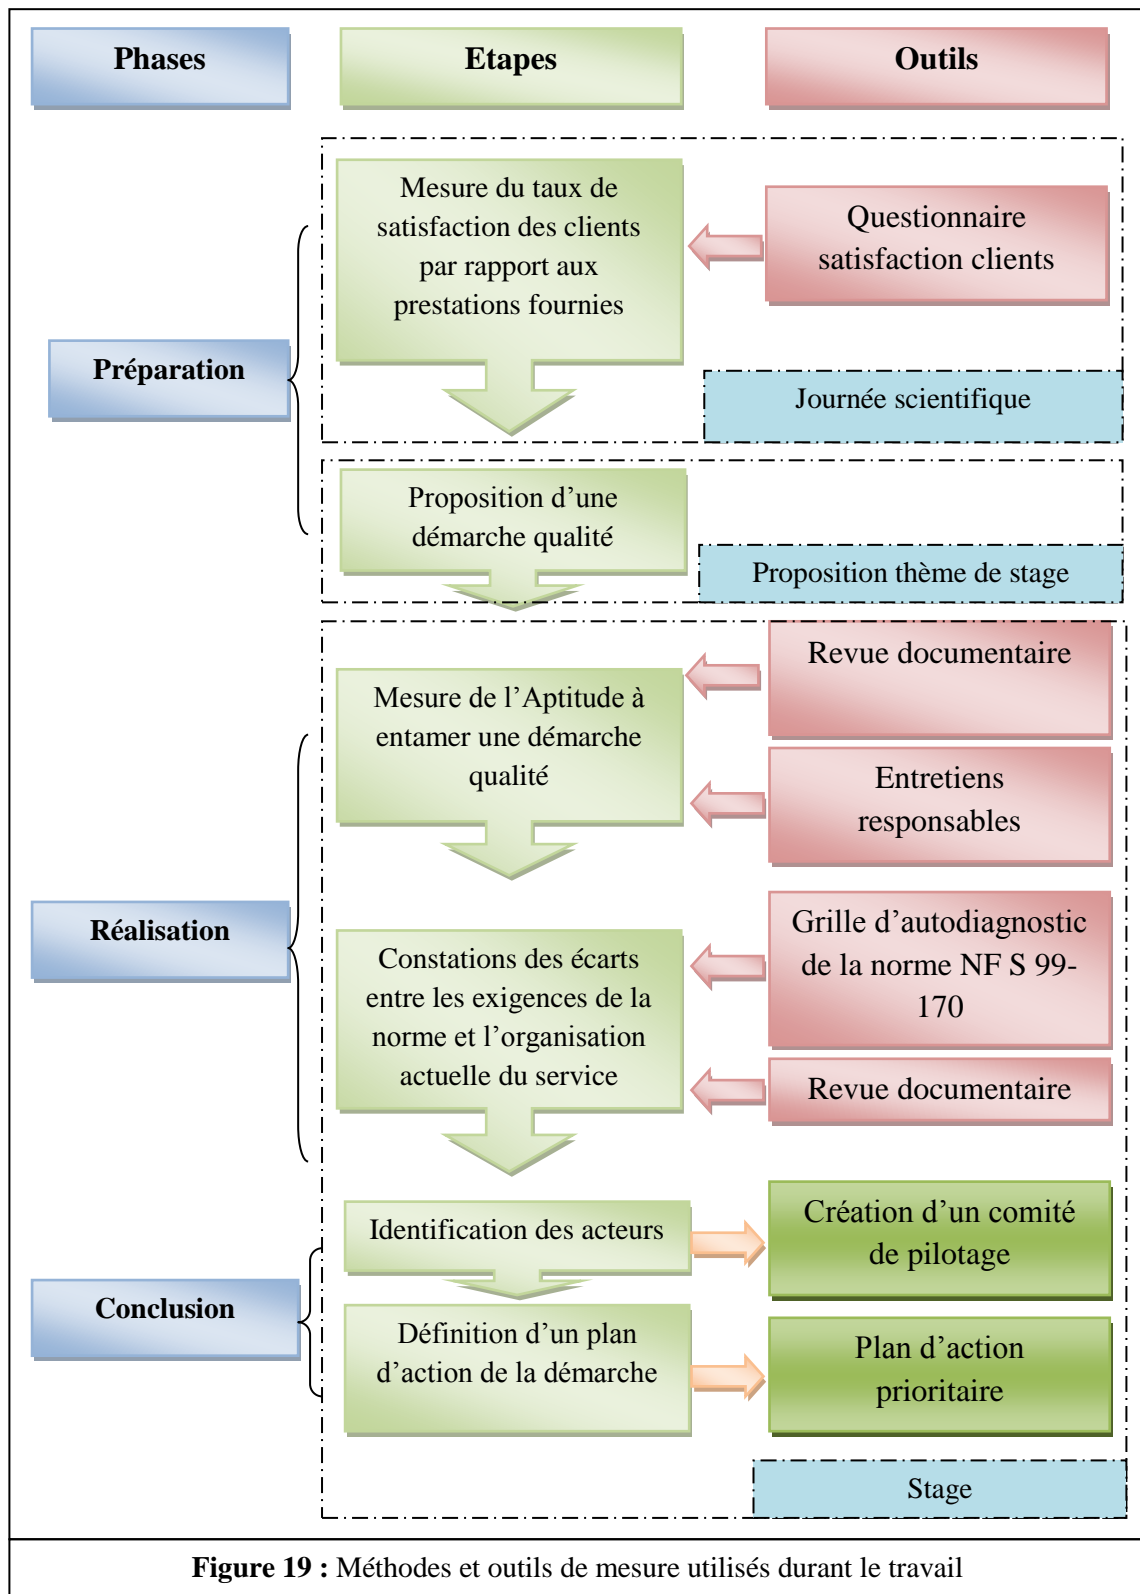 Phases
Etapes
Outils
Mesure du taux de
satisfaction des clients
par rapport aux
prestations fournies
Questionnaire
satisfaction clients
Préparation
Journée scientifique
Proposition d’une
démarche qualité
Proposition thème de stage
Revue documentaire
Mesure de l’Aptitude à
entamer une démarche
qualité
Entretiens
responsables
Réalisation
Grille d’autodiagnostic
de la norme NF S 99-
170
Constations des écarts
entre les exigences de la
norme et l’organisation
actuelle du service
Revue documentaire
Identification des acteurs
Création d’un comité
de pilotage
Conclusion
Définition d’un plan
d’action de la démarche
Plan d’action
prioritaire
Stage
Figure 19 : Méthodes et outils de mesure utilisés durant le travail